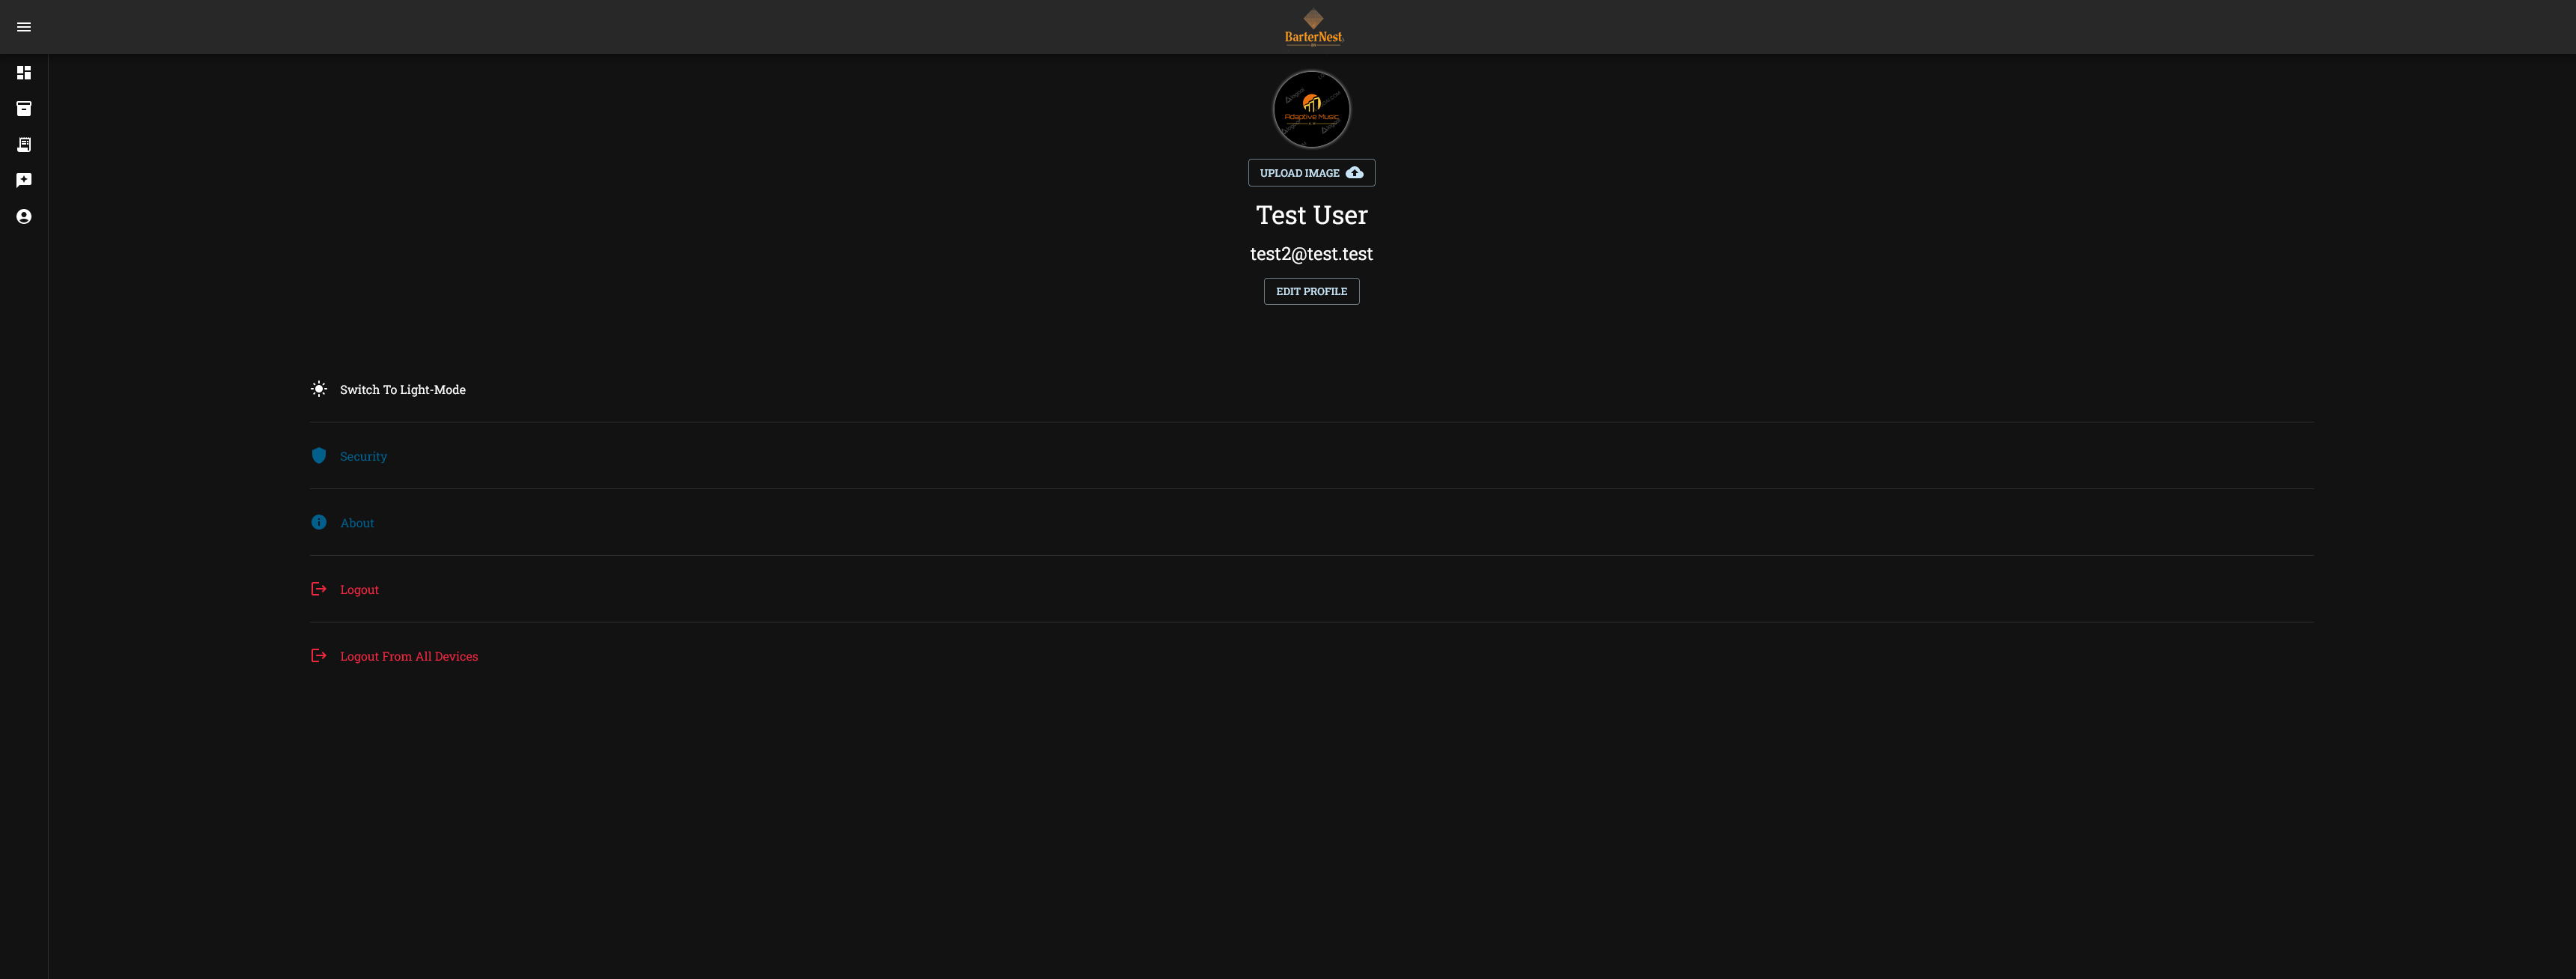 BarterNest
Adaptive Music
UPLOAD IMAGE
Test User
test2@test.test
EDIT PROFILE
Switch To Light-Mode
Security
About
Logout
Logout From All Devices